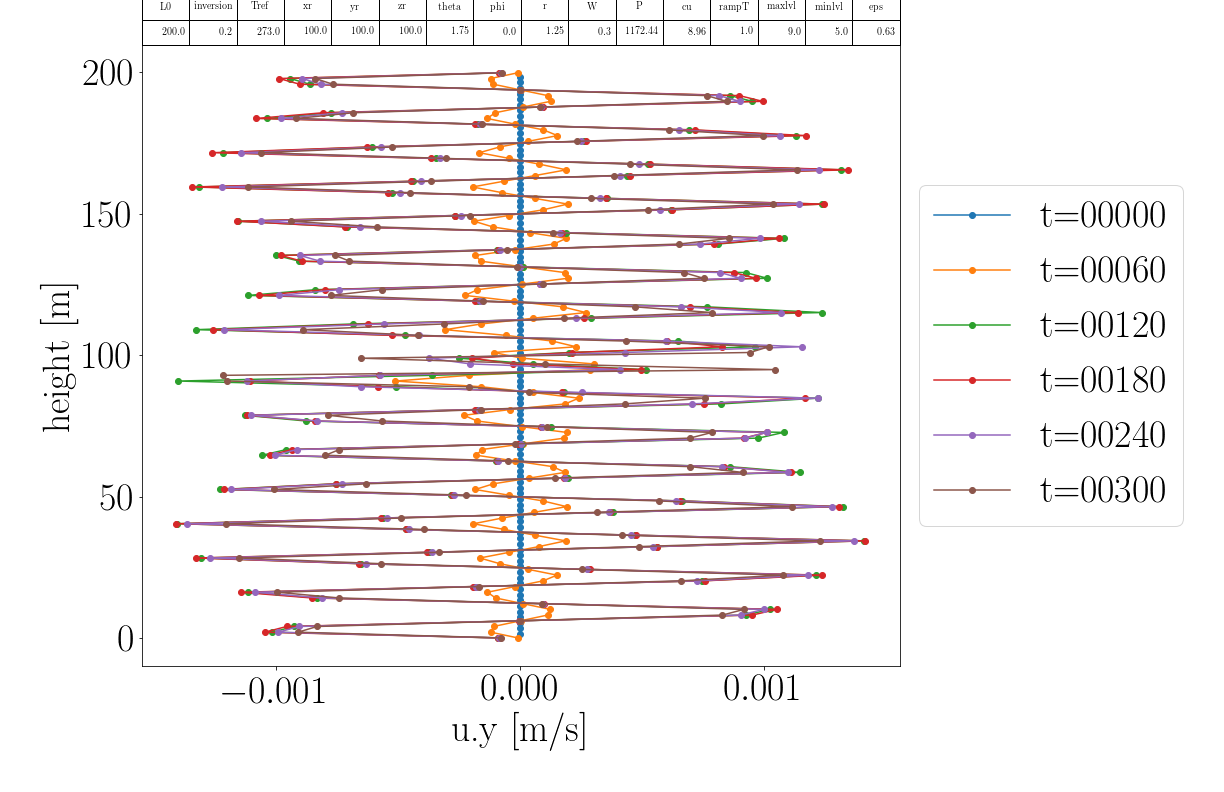 L0 inversion Tref xr yr zr theta phi r W P cu rampT maxlvl minlvl eps
200.0 0.2 273.0 100.0 100.0 100.0 1.75 0.0 1.25 0.3 1172.44 8.96 1.0 9.0 5.0 0.63
200
150
100
50
0
height [m]
−0.001 0.000 0.001
u.y [m/s]
t=00000
t=00060
t=00120
t=00180
t=00240
t=00300